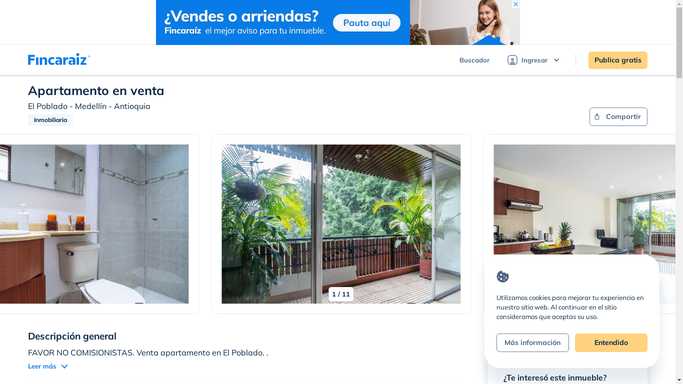 ¿Vendes o arriendas?
Fincaraíz el mejor aviso para tu inmueble.
Pauta aquí
Fincaraíz
Buscador
Ingresar
Publica gratis
Apartamento en venta
El Poblado - Medellín - Antioquia
Inmobiliaria
Compartir
1 / 11
Utilizamos cookies para mejorar tu experiencia en
nuestro sitio web. Al continuar en el sitio
consideramos que aceptas su uso.
Más información
Entendido
Descripción general
FAVOR NO COMISIONISTAS. Venta apartamento en El Poblado. .
Leer más
¿Te interesó este inmueble?